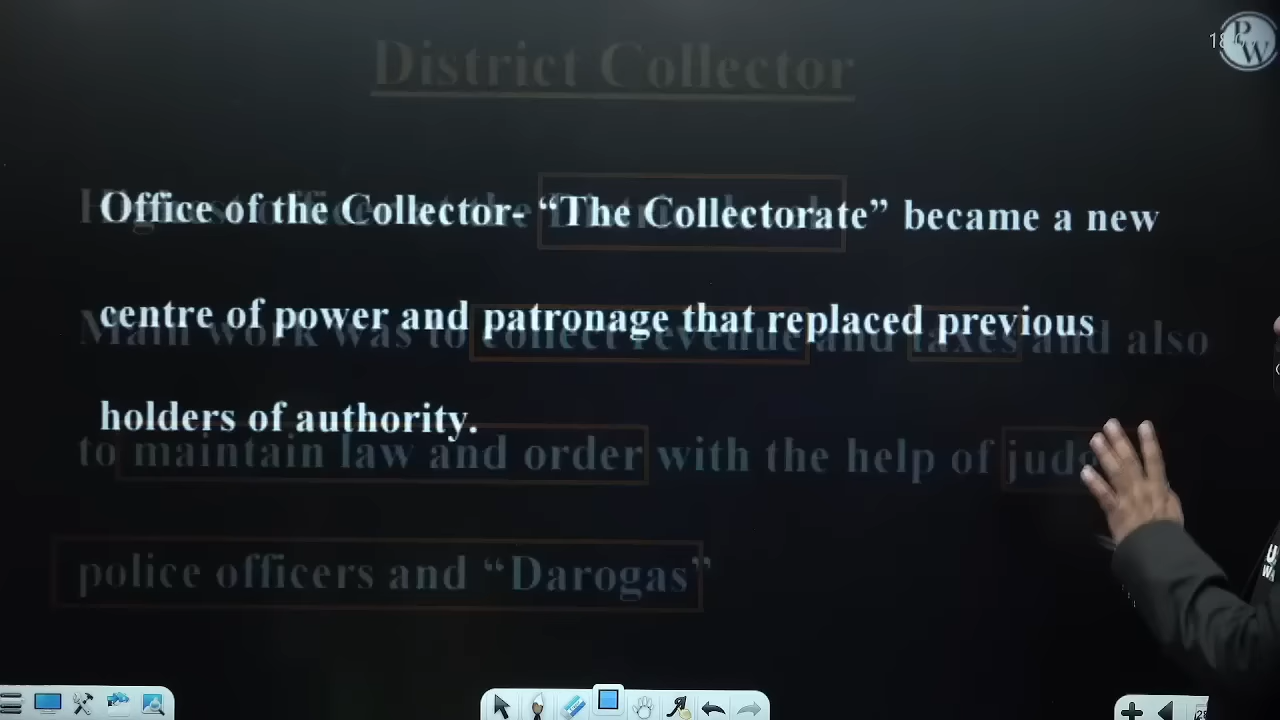 District Collector
Office of the Collector- “The Collectorate” became a new
centre of power and patronage that replaced previous
holders of authority.
Main work was to collect revenue and taxes and also
to maintain law and order with the help of
police officers and “Darogas”
PW
18